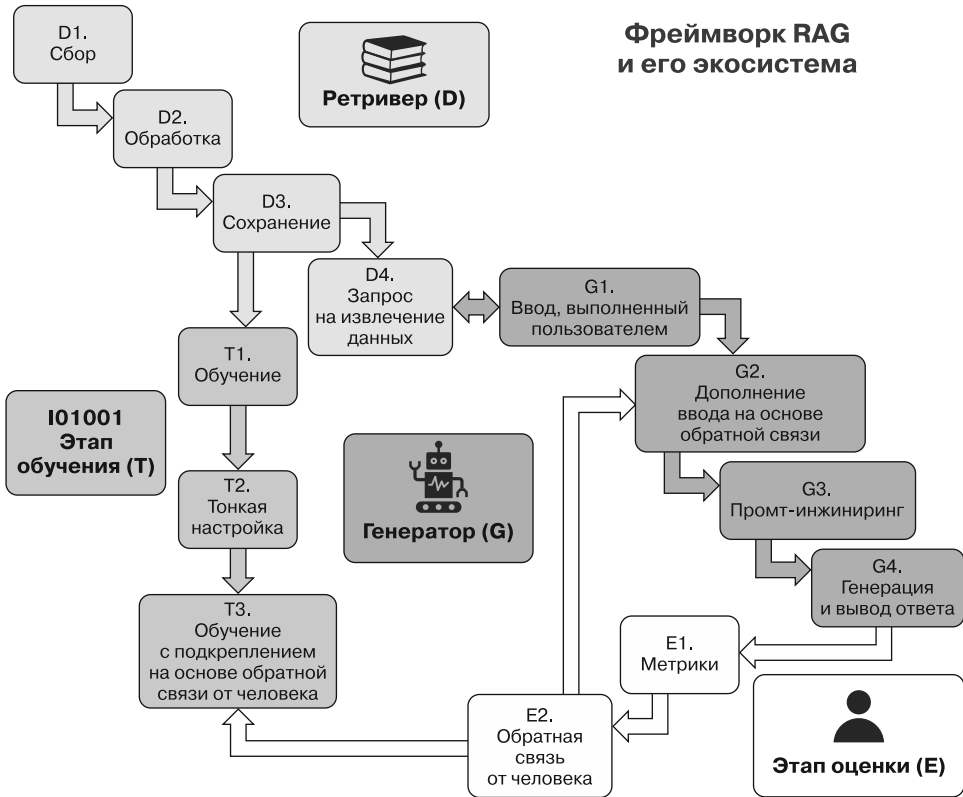 Фреймворк RAG
и его экосистема
D1.
Сбор
Ретривер (D)
D2.
Обработка
D3.
Сохранение
D4.
Запрос
на извлечение
данных
G1.
Ввод, выполненный
пользователем
T1.
Обучение
G2.
Дополнение
ввода на основе
обратной связи
I01001
Этап
обучения (T)
T2.
Тонкая
настройка
Генератор (G)
G3.
Промт-инжиниринг
G4.
Генерация
и вывод ответа
T3.
Обучение
с подкреплением
на основе обратной
связи от человека
E1.
Метрики
E2.
Обратная
связь
от человека
Этап оценки (E)